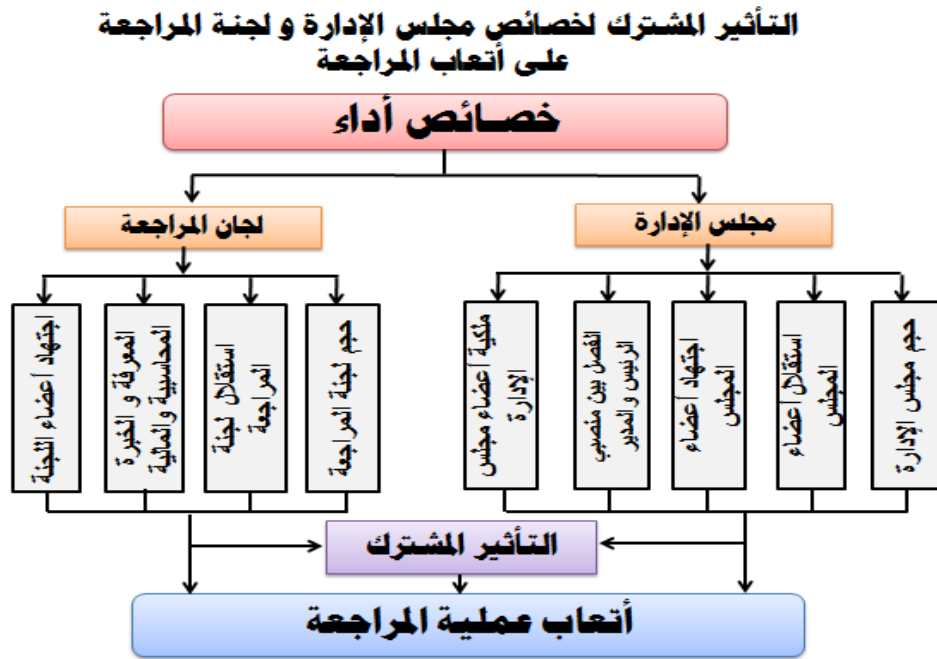 التأثير المشترك لخصائص مجلس الإدارة و لجنة المراجعة
على أتعاب المراجعة
خصائص أداء
مجلس الإدارة
لجان المراجعة
حجم مجلس الإدارة
استقلال أعضاء
المجلس
اجتهاد أعضاء
المجلس
الفصل بين منصبي
الرئيس والمدير
ملكية أعضاء مجلس
الإدارة
حجم لجنة المراجعة
استقلال لجنة
المراجعة
المعرفة و الخبرة
المحاسبية والمالية
اجتهاد أعضاء اللجنة
التأثير المشترك
أتعاب عملية المراجعة